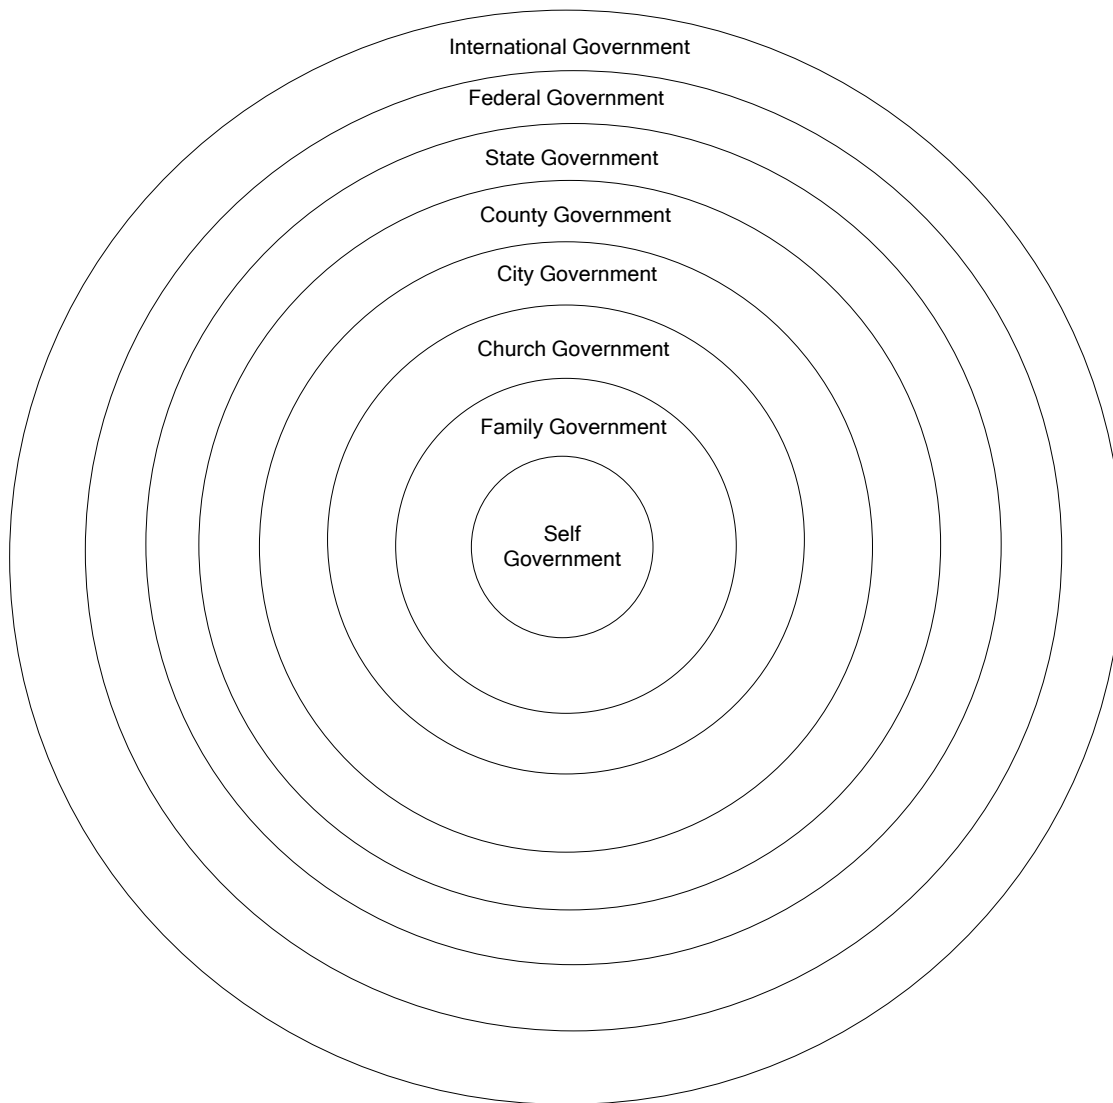 International Government
Federal Government
State Government
County Government
City Government
Church Government
Family Government
Self
Government